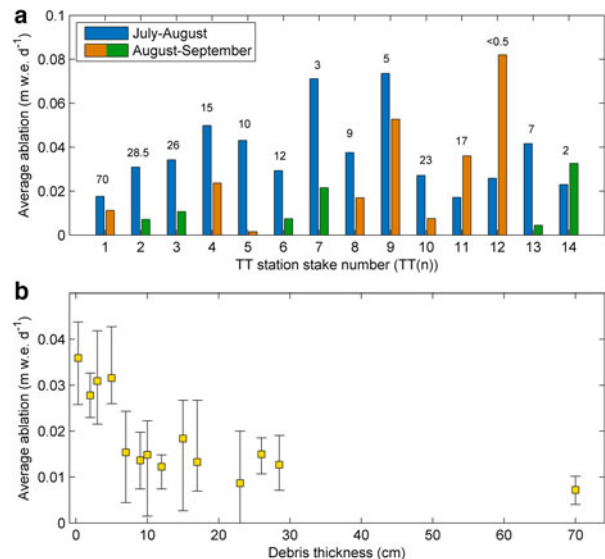 a
0.1
0.08
0.06
0.04
0.02
0
Average ablation (m w.e. d-1)
July-August
August-September
70
28.5
26
15
10
12
3
9
5
23
17
<0.5
7
2
1 2 3 4 5 6 7 8 9 10 11 12 13 14
TT station stake number (TT(n))
b
0.04
0.03
0.02
0.01
0
Average ablation (m w.e. d-1)
0 10 20 30 40 50 60 70
Debris thickness (cm)